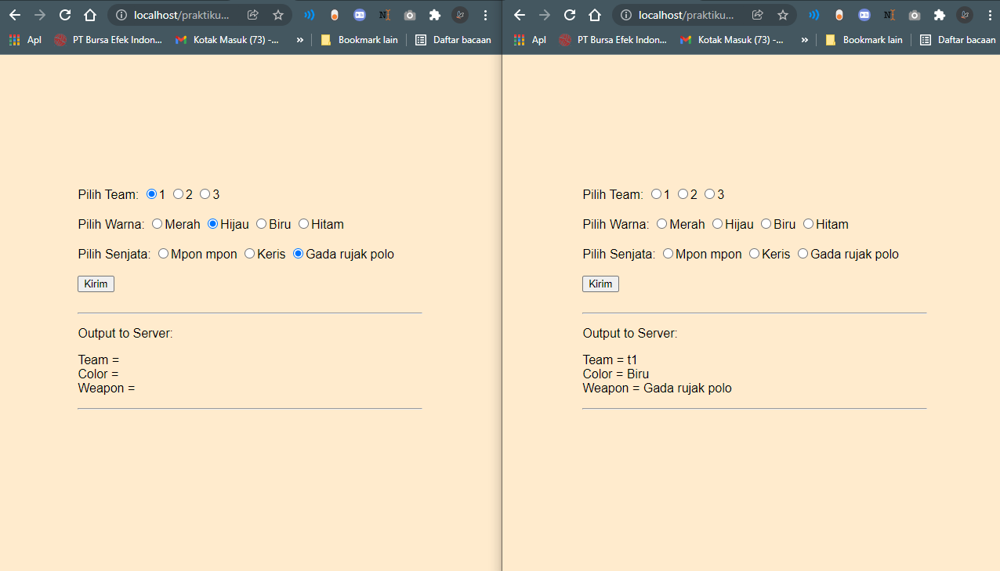 localhost/praktiku...
Apl PT Bursa Efek Indon... Kotak Masuk (73) -... » Bookmark lain Daftar bacaan
Pilih Team: 1 2 3
Pilih Warna: Merah Hijau Biru Hitam
Pilih Senjata: Mpon mpon Keris Gada rujak polo
Kirim
Output to Server:
Team =
Color =
Weapon =
localhost/praktiku...
Apl PT Bursa Efek Indon... Kotak Masuk (73) -... » Bookmark lain Daftar bacaan
Pilih Team: 1 2 3
Pilih Warna: Merah Hijau Biru Hitam
Pilih Senjata: Mpon mpon Keris Gada rujak polo
Kirim
Output to Server:
Team = t1
Color = Biru
Weapon = Gada rujak polo